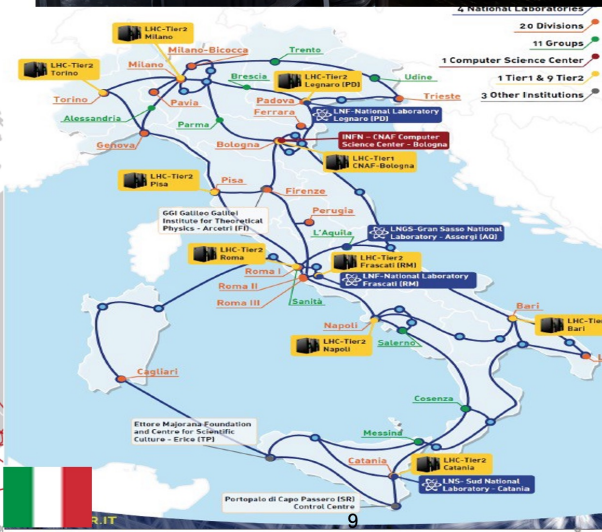 4 National Laboratories
20 Divisions
11 Groups
1 Computer Science Center
1 Tier1 & 9 Tier2
3 Other Institutions
LHC-Tier2
Milano
Milano-Bicocca
Trento
LHC-Tier2
Torino
Milano
Brescia
LHC-Tier2
Legnaro (PD)
Udine
Torino
Pavia
Padova
Trieste
Alessandria
Parma
Ferrara
LNF-National Laboratory
Legnaro (PD)
Genova
Bologna
INFN - CNAF Computer
Science Center - Bologna
LHC-Tier1
CNAF-Bologna
LHC-Tier2
Pisa
Pisa
Firenze
GGI Galileo Galilei
Institute for Theoretical
Physics - Arcetri (FI)
Perugia
L'Aquila
LNGS-Gran Sasso National
Laboratory - Assergi (AQ)
LHC-Tier2
Roma
LHC-Tier2
Frascati (RM)
Roma I
LNF-National Laboratory
Frascati (RM)
Roma II
Roma III
Sanità
Bari
LHC-Tier
Bari
Napoli
LHC-Tier2
Napoli
Salerno
L
Cagliari
Cosenza
Ettore Majorana Foundation
and Centre for Scientific
Culture - Erice (TP)
Messina
Catania
LHC-Tier2
Catania
LNS- Sud National
Laboratory - Catania
Portopalo di Capo Passero (SR)
Control Centre
R.IT
9